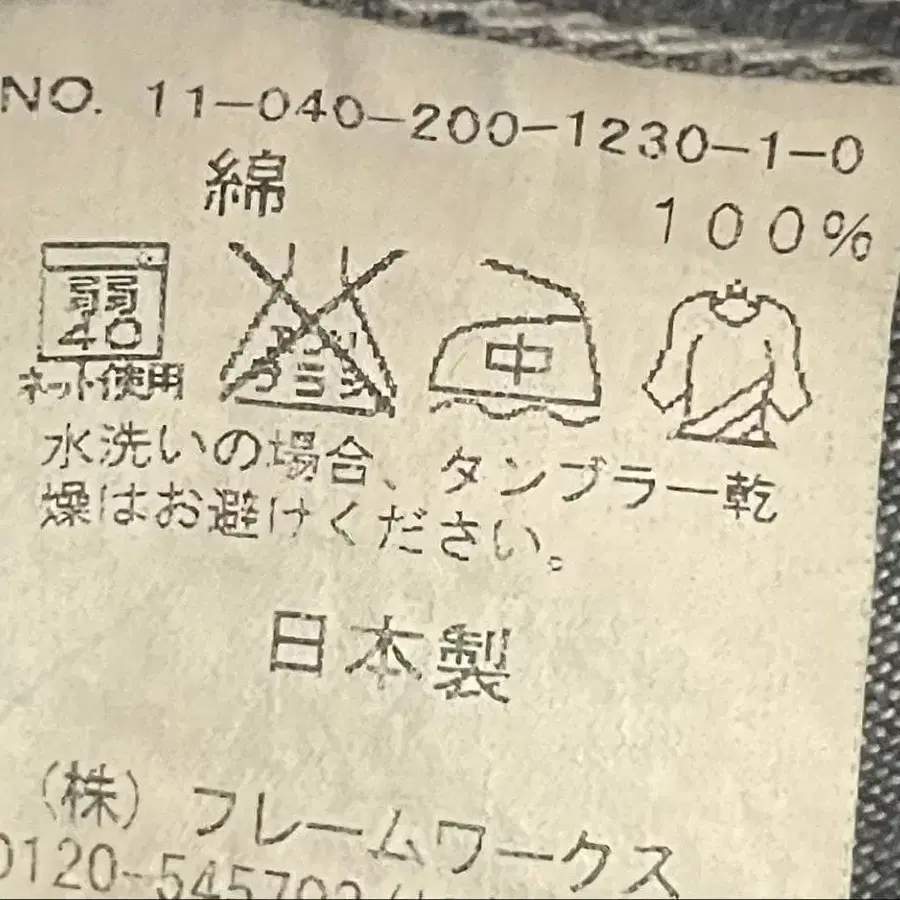 NO. 11-040-200-1230-1-0
綿 100%
弱
40
ネット使用
中
水洗いの場合、タンブラー乾
燥はお避けください。
日本製
(株) フレームワークス
0120-545702